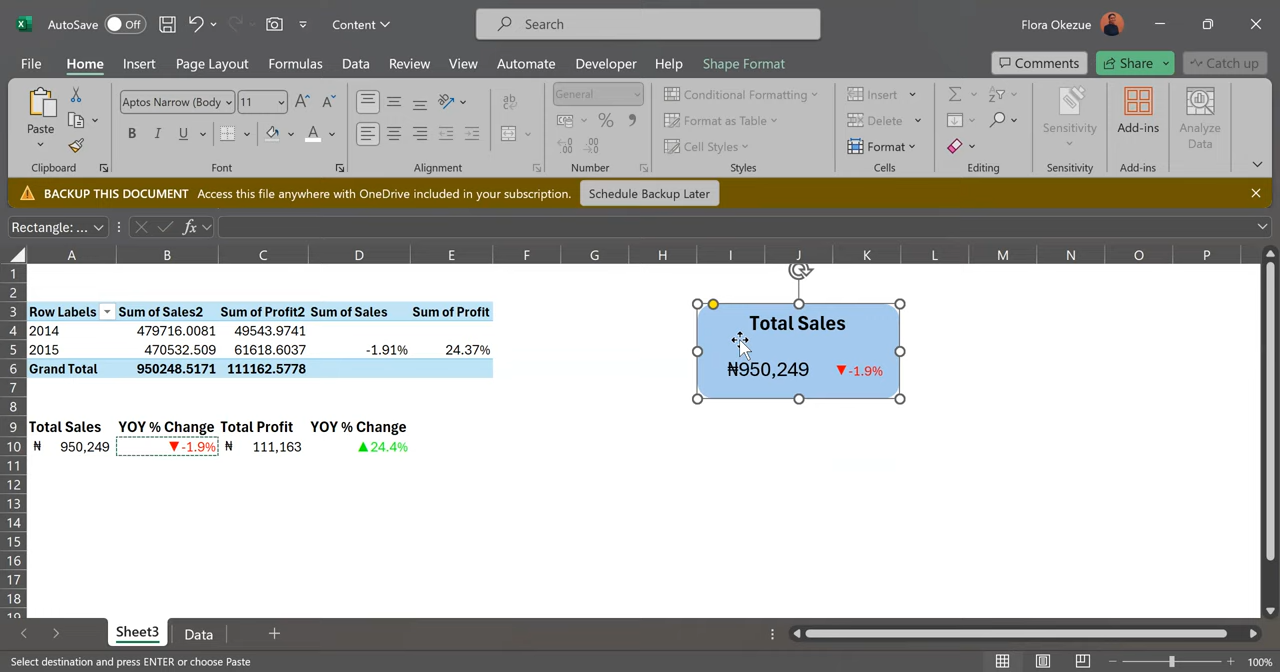 AutoSave Off Content Search Flora Okezue
File Home Insert Page Layout Formulas Data Review View Automate Developer Help Shape Format Comments Share Catch up
Paste Aptos Narrow (Body 11 General Conditional Formatting Insert Sensitivity Add-ins Analyze Data
B I U A ab % Format as Table Delete
Cell Styles Format
Clipboard Font Alignment Number Styles Cells Editing Sensitivity Add-ins
BACKUP THIS DOCUMENT Access this file anywhere with OneDrive included in your subscription. Schedule Backup Later
Rectangle: ... fx
A B C D E F G H I J K L M N O P
1
2
3 Row Labels Sum of Sales2 Sum of Profit2 Sum of Sales Sum of Profit
4 2014 479716.0081 49543.9741
5 2015 470532.509 61618.6037 -1.91% 24.37%
6 Grand Total 950248.5171 111162.5778
7
8
9 Total Sales YOY % Change Total Profit YOY % Change
10 ₦ 950,249 ▼-1.9% ₦ 111,163 ▲24.4%
11
12
13
14
15
16
17
18
19
Total Sales
₦950,249 ▼-1.9%
Sheet3 Data
Select destination and press ENTER or choose Paste 100%